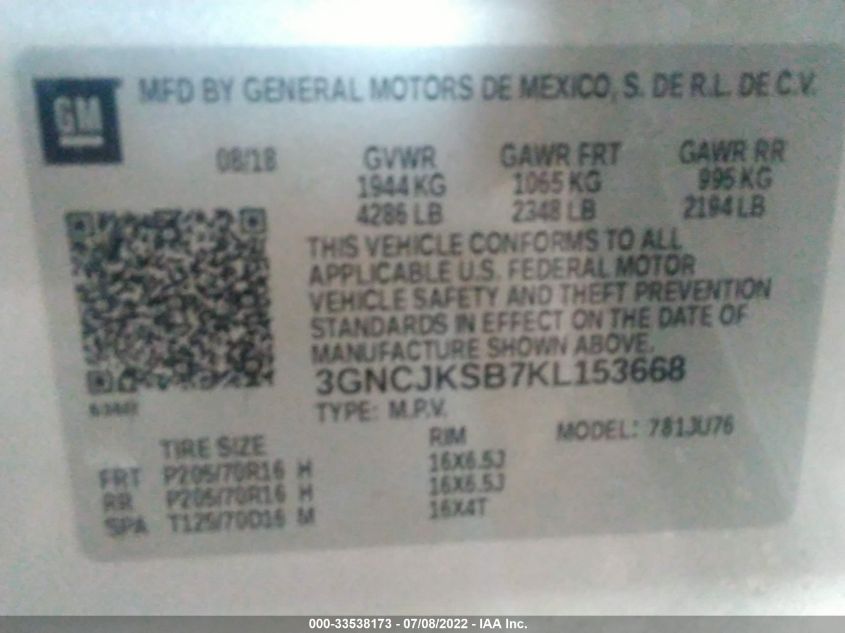 GM
MFD BY GENERAL MOTORS DE MEXICO, S. DE R.L. DE C.V.
08/18 GVWR GAWR FRT GAWR RR
1944 KG 1065 KG 995 KG
4286 LB 2348 LB 2194 LB
THIS VEHICLE CONFORMS TO ALL
APPLICABLE U.S. FEDERAL MOTOR
VEHICLE SAFETY AND THEFT PREVENTION
STANDARDS IN EFFECT ON THE DATE OF
MANUFACTURE SHOWN ABOVE.
3GNCJKSB7KL153668
TYPE: M.P.V. MODEL: 781JU76
TIRE SIZE RIM
FRT P205/70R16 H 16X6.5J
RR P205/70R16 H 16X6.5J
SPA T125/70D16 M 16X4T
000-33538173 - 07/08/2022 - IAA Inc.